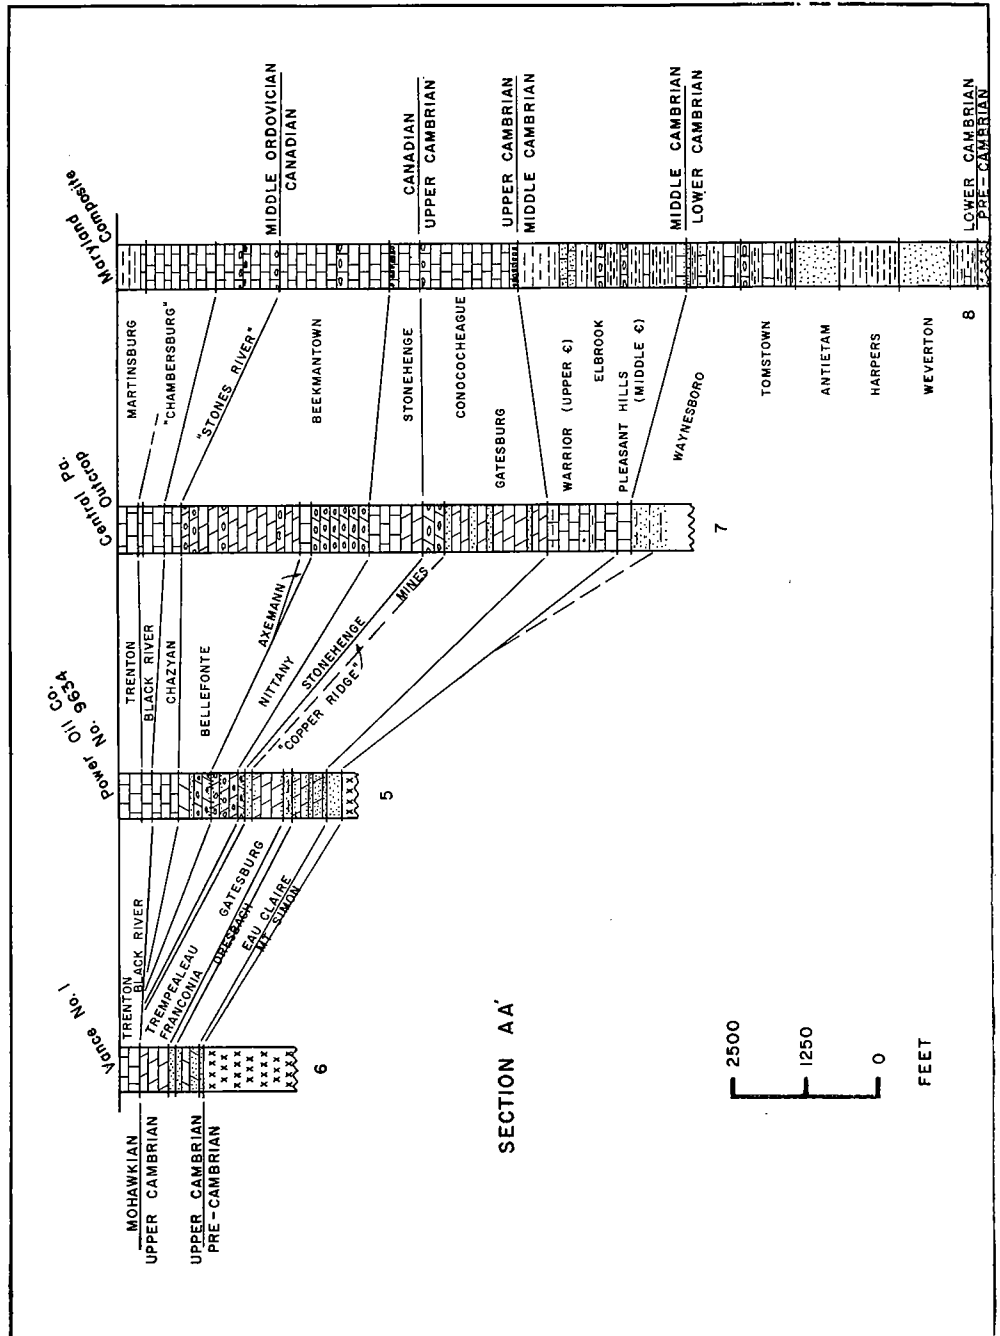 Vance No. 1
Power Oil Co.
No. 9634
Central Pa.
Outcrop
Maryland
Composite
MOHAWKIAN
UPPER CAMBRIAN
UPPER CAMBRIAN
PRE-CAMBRIAN
TRENTON
BLACK RIVER
TREMPEALEAU
FRANCONIA
GATESBURG
DRESBACH
EAU CLAIRE
MT. SIMON
TRENTON
BLACK RIVER
CHAZYAN
BELLEFONTE
AXEMANN
NITTANY
STONEHENGE
"COPPER RIDGE"
MINES
MARTINSBURG
"CHAMBERSBURG"
"STONES RIVER"
BEEKMANTOWN
STONEHENGE
CONOCOCHEAGUE
GATESBURG
WARRIOR (UPPER Є)
ELBROOK
PLEASANT HILLS
(MIDDLE Є)
WAYNESBORO
TOMSTOWN
ANTIETAM
HARPERS
WEVERTON
MIDDLE ORDOVICIAN
CANADIAN
CANADIAN
UPPER CAMBRIAN
UPPER CAMBRIAN
MIDDLE CAMBRIAN
MIDDLE CAMBRIAN
LOWER CAMBRIAN
LOWER CAMBRIAN
PRE-CAMBRIAN
6
5
7
8
SECTION AA'
2500
1250
0
FEET